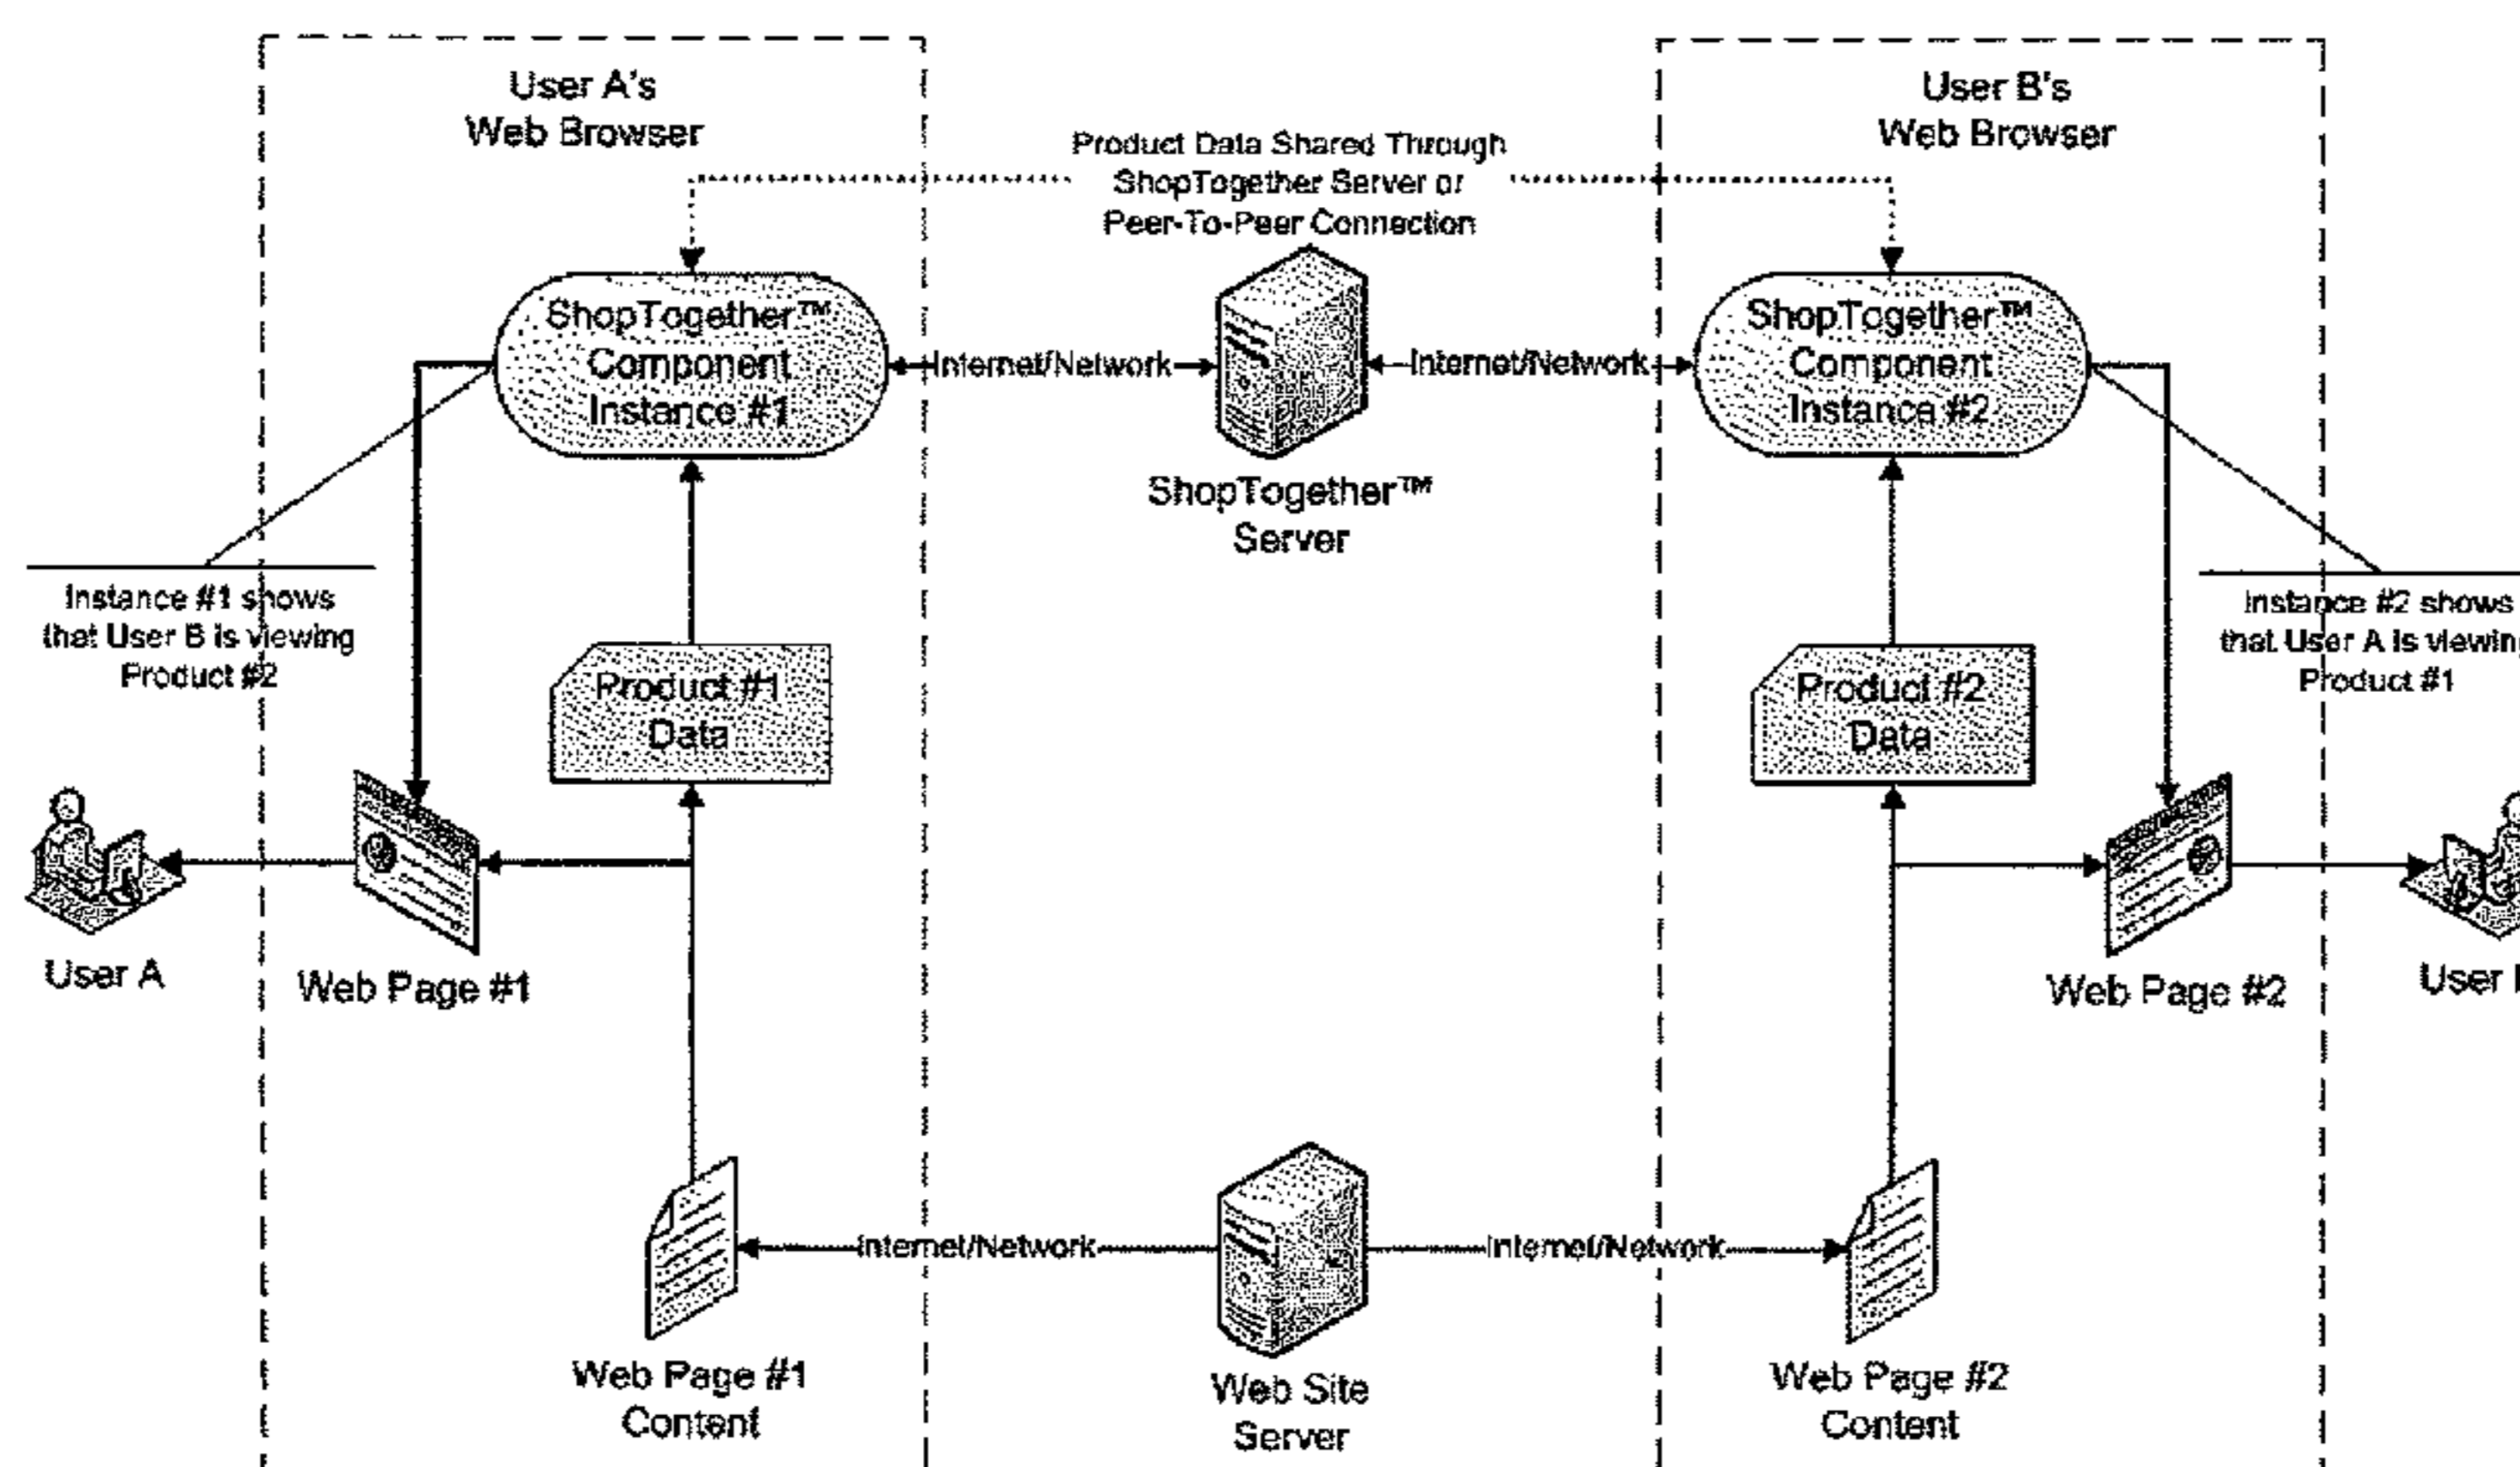 User A's
Web Browser
User B's
Web Browser
Product Data Shared Through
ShopTogether Server or
Peer-To-Peer Connection
ShopTogether™
Component
Instance #1
Internet/Network
Internet/Network
ShopTogether™
Component
Instance #2
ShopTogether™
Server
Instance #1 shows
that User B is viewing
Product #2
Instance #2 shows
that User A is viewing
Product #1
Product #1
Data
Product #2
Data
User A
Web Page #1
Web Page #2
User
Internet/Network
Internet/Network
Web Page #1
Content
Web Site
Server
Web Page #2
Content